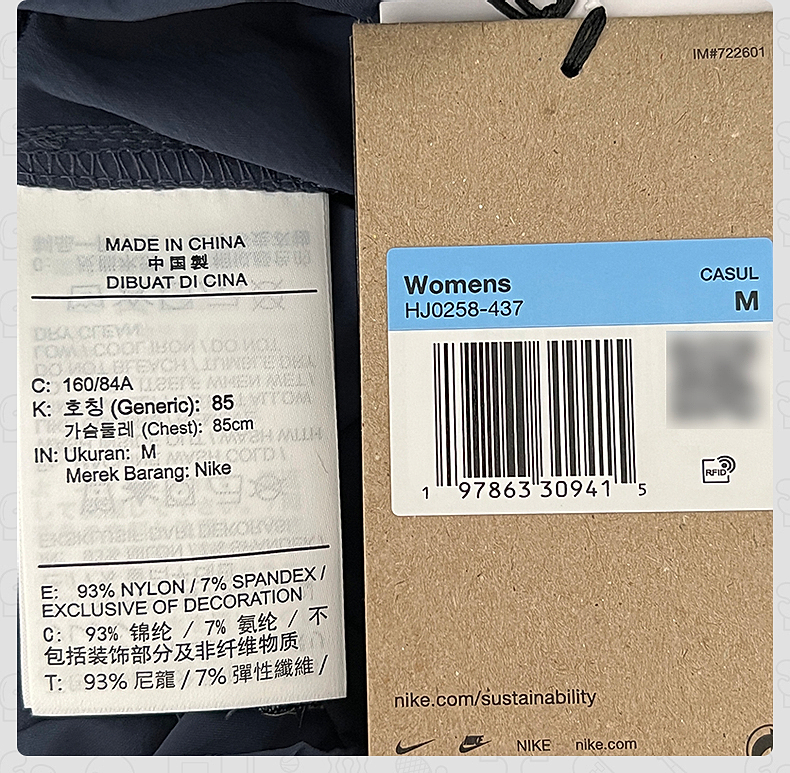 MADE IN CHINA
中国製
DIBUAT DI CINA
C: 160/84A
K: 호칭 (Generic): 85
가슴둘레 (Chest): 85cm
IN: Ukuran: M
Merek Barang: Nike
E: 93% NYLON / 7% SPANDEX /
EXCLUSIVE OF DECORATION
C: 93% 锦纶 / 7% 氨纶 / 不
包括装饰部分及非纤维物质
T: 93% 尼龍 / 7% 彈性纖維 /
IM#722601
Womens
HJ0258-437
CASUL
M
1 97863 30941 5
RFID
nike.com/sustainability
NIKE nike.com